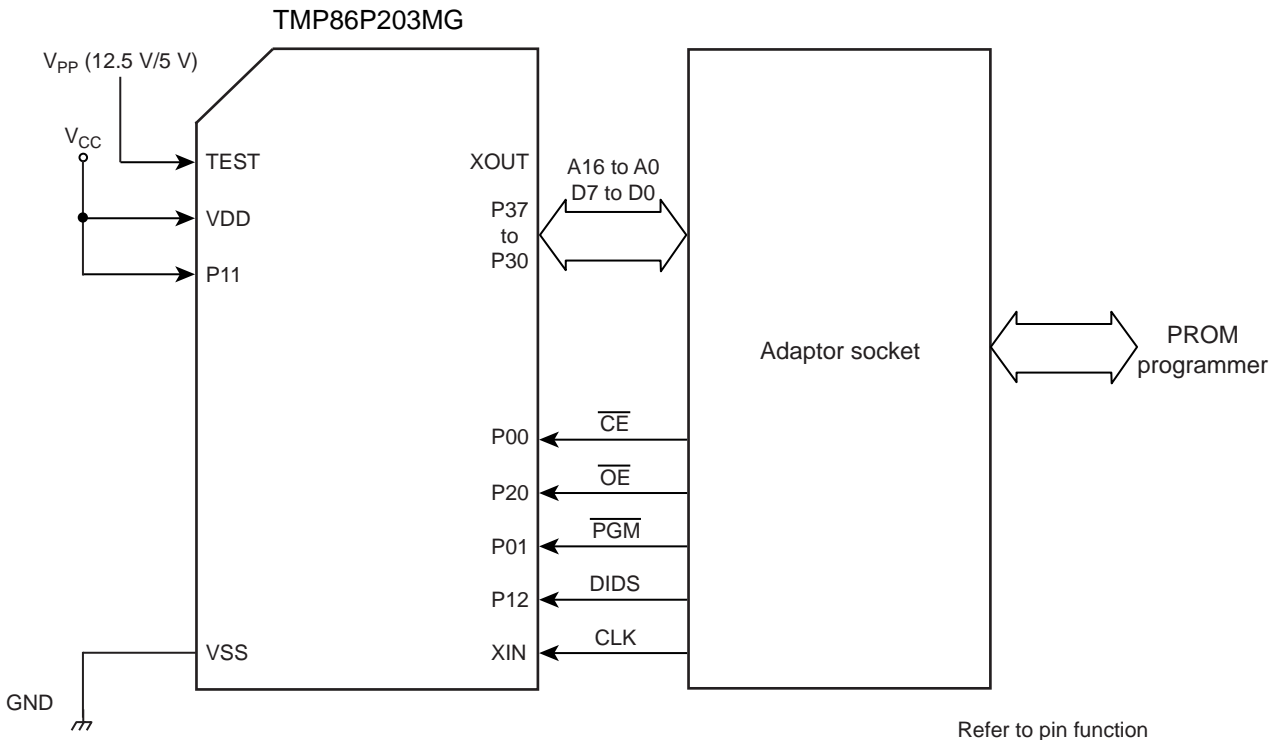 TMP86P203MG
VPP (12.5 V/5 V)
VCC
TEST
VDD
P11
VSS
GND
XOUT
P37
to
P30
P00
P20
P01
P12
XIN
A16 to A0
D7 to D0
CE
OE
PGM
DIDS
CLK
Adaptor socket
PROM
programmer
Refer to pin function